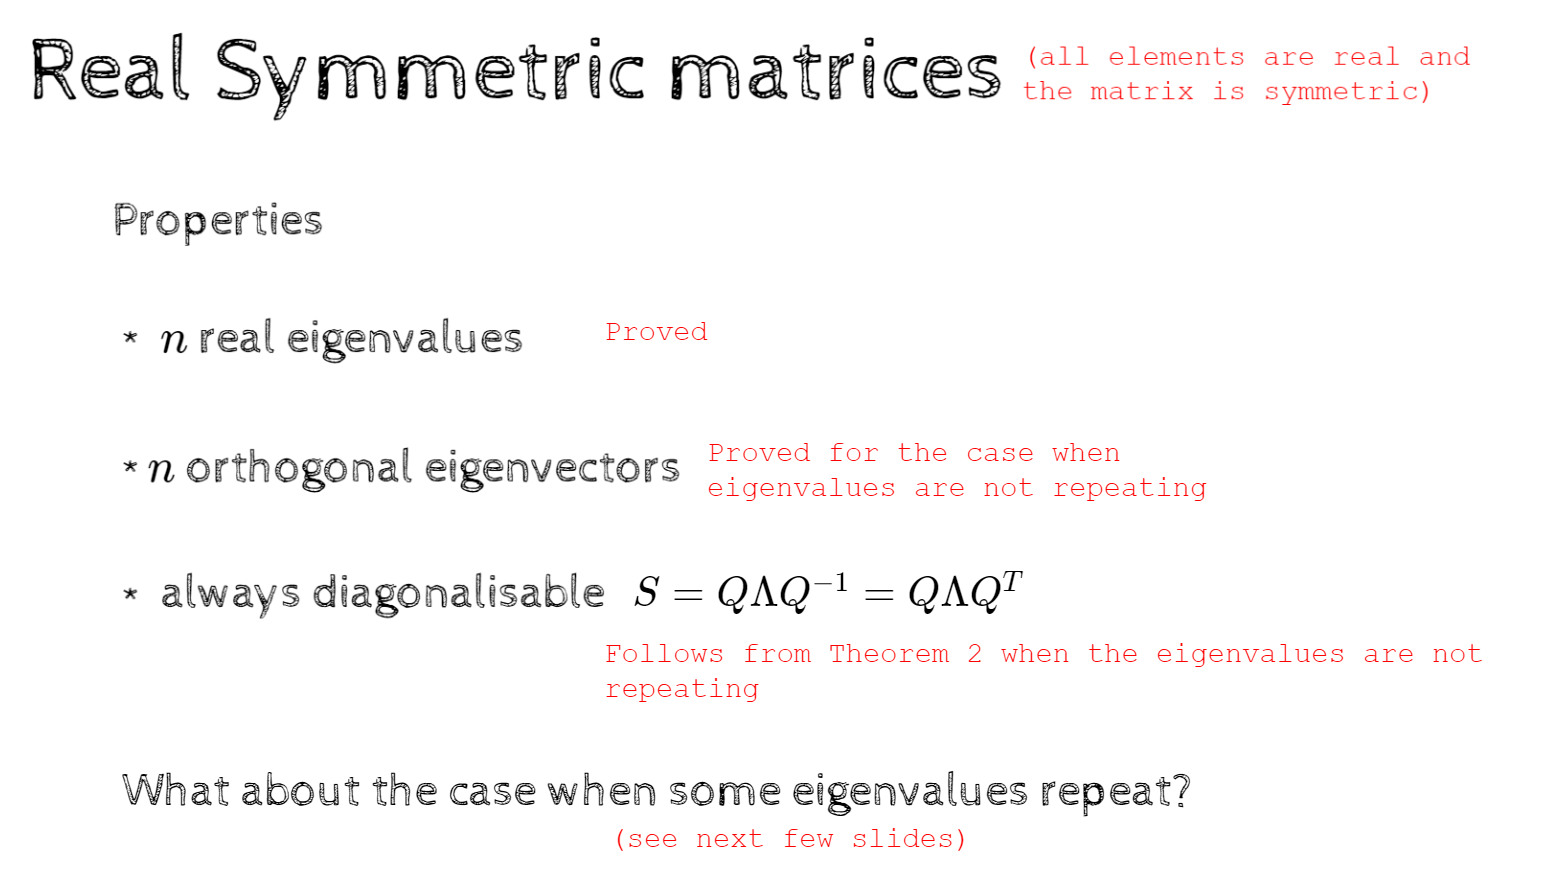 Real Symmetric matrices
(all elements are real and
the matrix is symmetric)
Properties
* n real eigenvalues
Proved
* n orthogonal eigenvectors
Proved for the case when
eigenvalues are not repeating
* always diagonalisable S = QΛQ⁻¹ = QΛQᵀ
Follows from Theorem 2 when the eigenvalues are not
repeating
What about the case when some eigenvalues repeat?
(see next few slides)